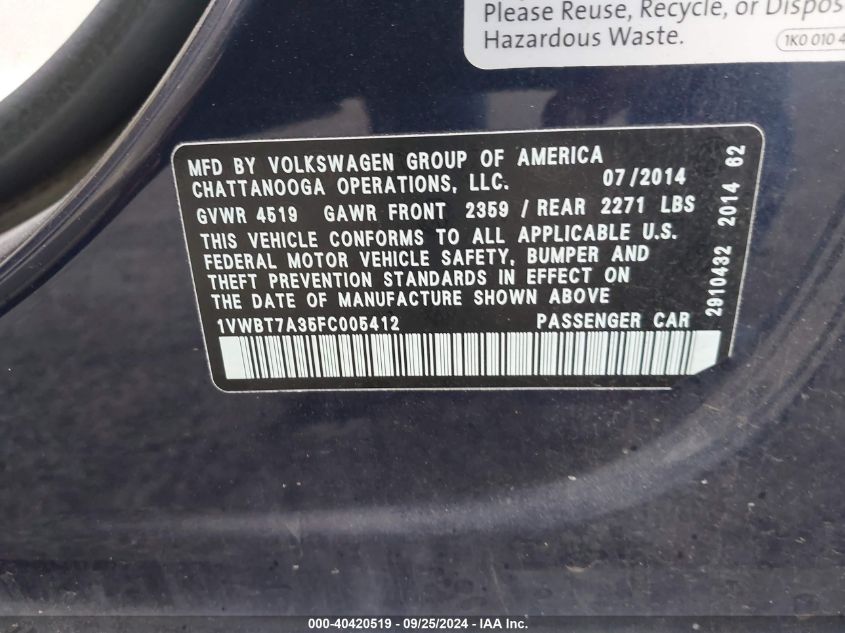 Please Reuse, Recycle, or Dispos
Hazardous Waste.
1K0 010 4
MFD BY VOLKSWAGEN GROUP OF AMERICA
CHATTANOOGA OPERATIONS, LLC. 07/2014
GVWR 4519 GAWR FRONT 2359 / REAR 2271 LBS
THIS VEHICLE CONFORMS TO ALL APPLICABLE U.S.
FEDERAL MOTOR VEHICLE SAFETY, BUMPER AND
THEFT PREVENTION STANDARDS IN EFFECT ON
THE DATE OF MANUFACTURE SHOWN ABOVE
1VWBT7A35FC005412 PASSENGER CAR
2910432 2014 62
000-40420519 - 09/25/2024 - IAA Inc.